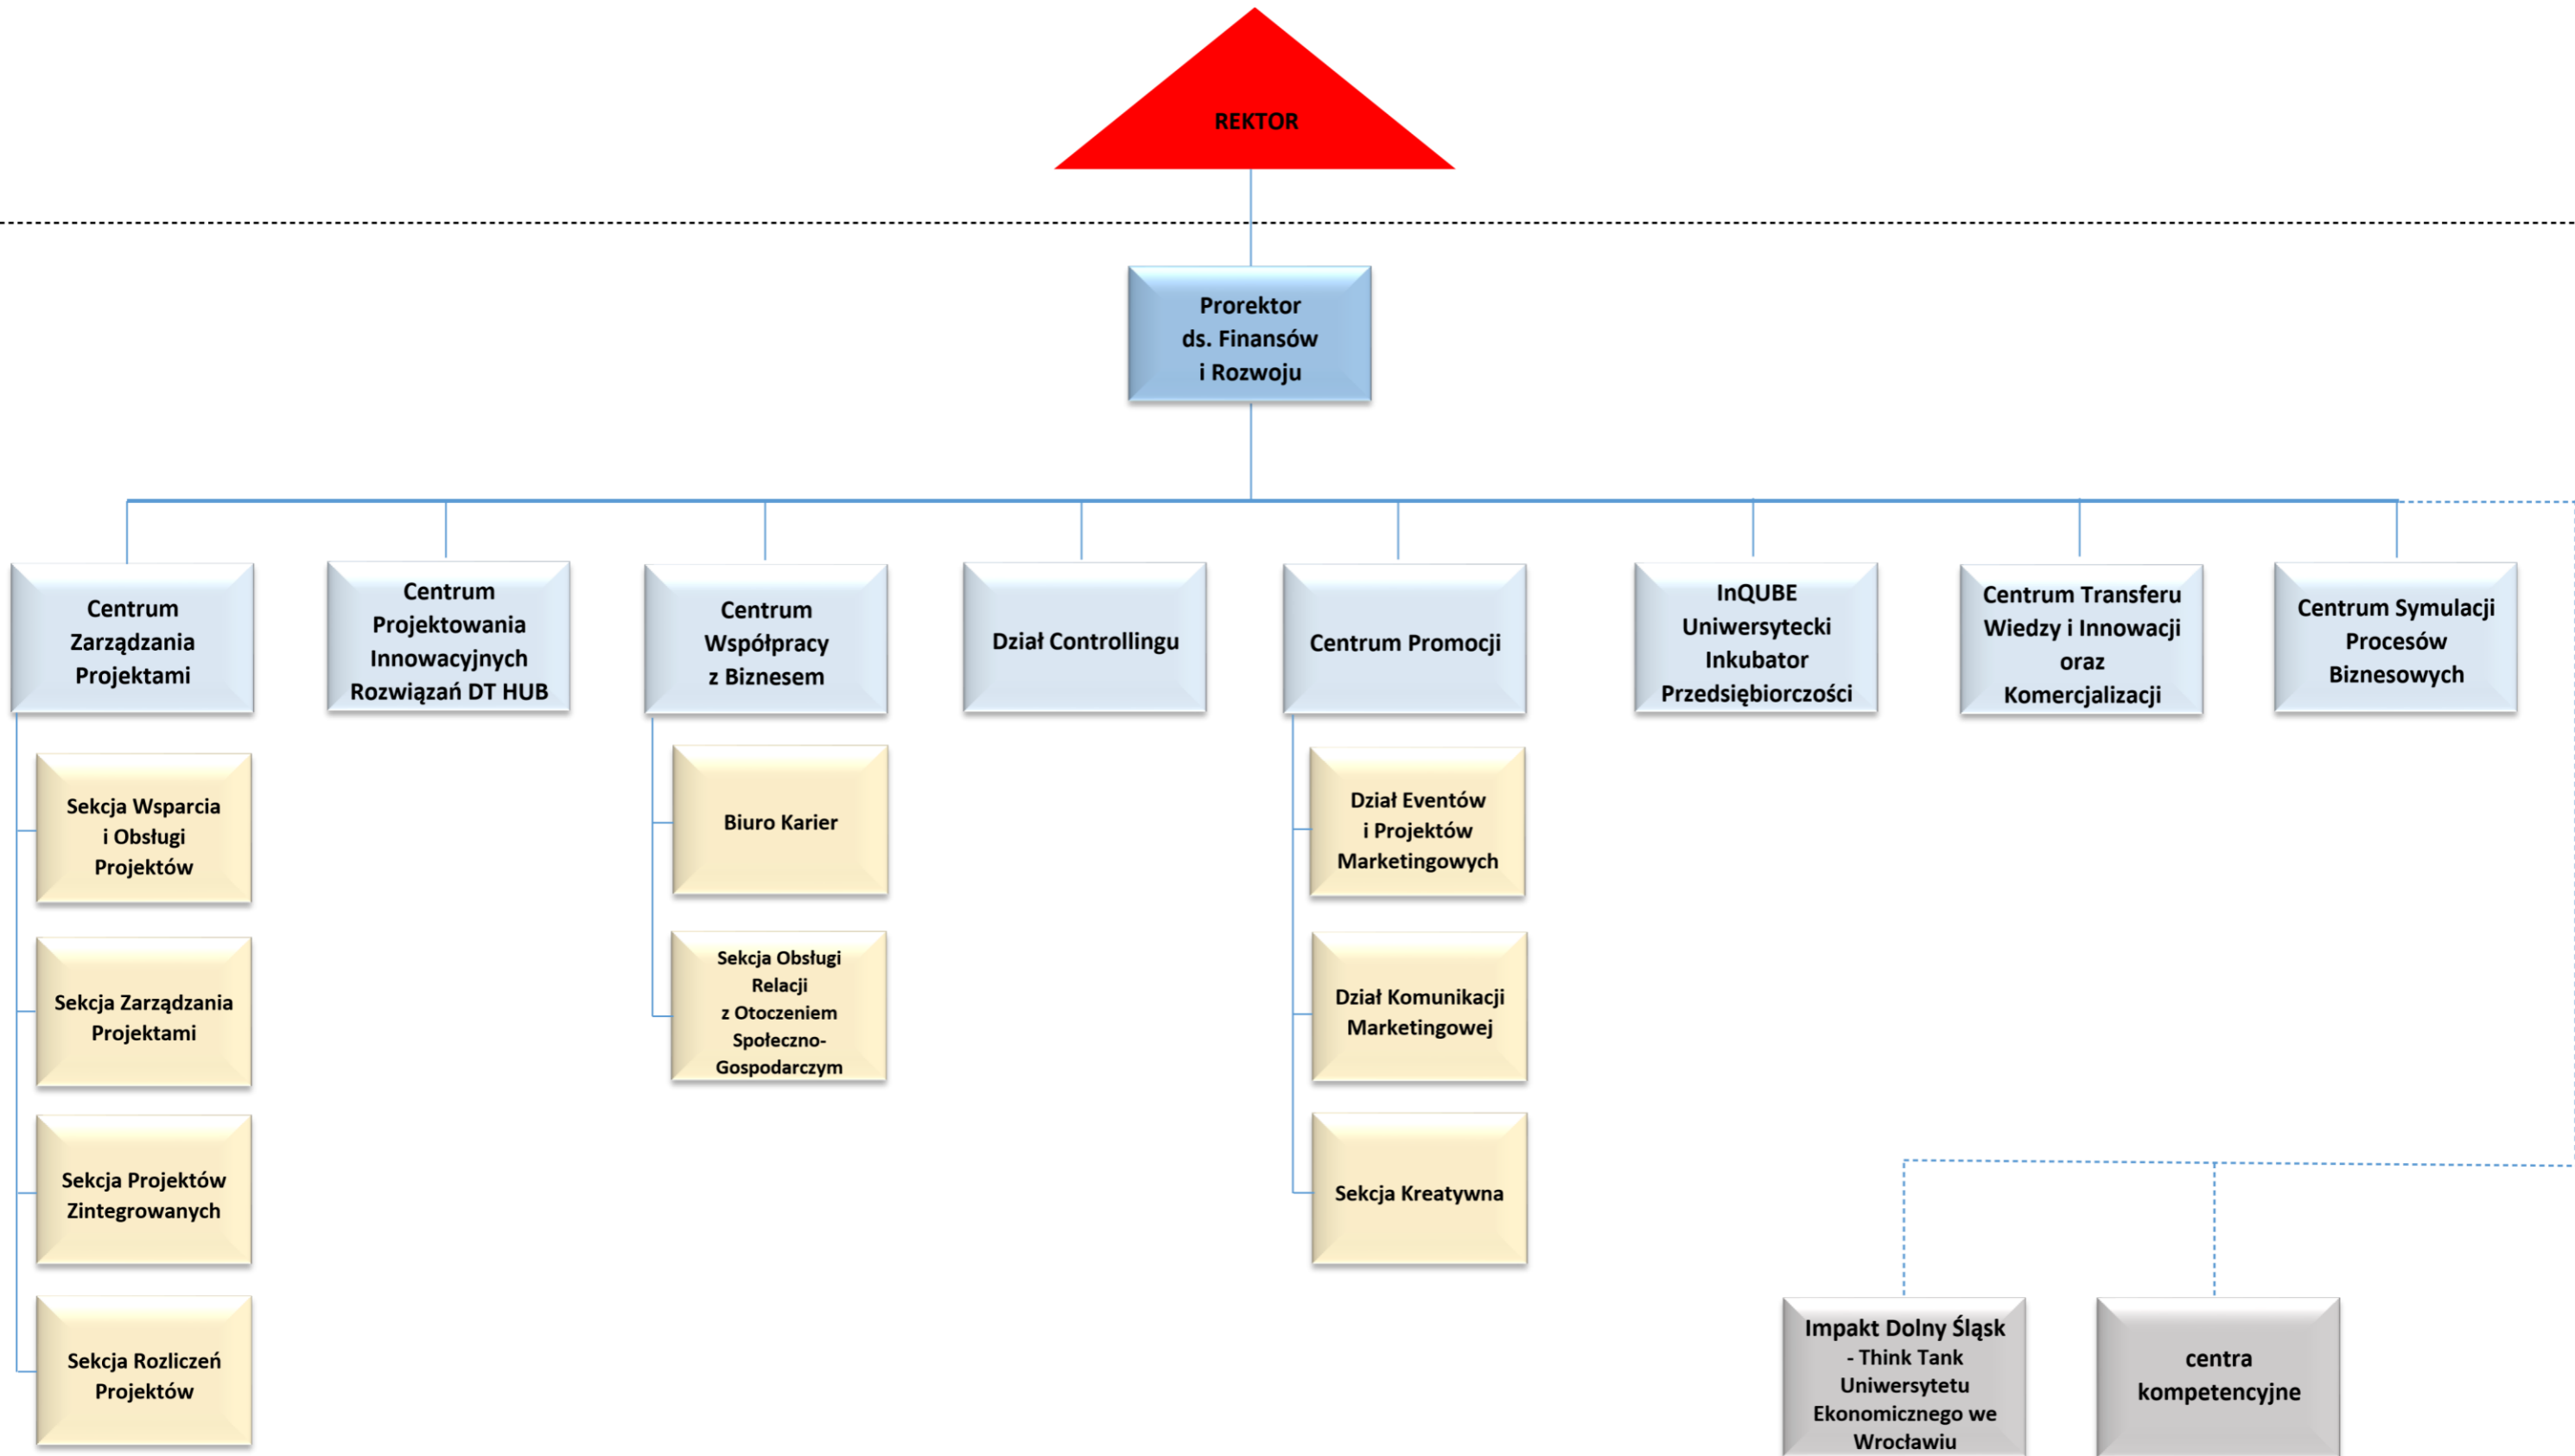 REKTOR
Prorektor
ds. Finansów
i Rozwoju
Centrum
Zarządzania
Projektami
Centrum
Projektowania
Innowacyjnych
Rozwiązań DT HUB
Centrum
Współpracy
z Biznesem
Dział Controllingu
Centrum Promocji
InQUBE
Uniwersytecki
Inkubator
Przedsiębiorczości
Centrum Transferu
Wiedzy i Innowacji
oraz
Komercjalizacji
Centrum Symulacji
Procesów
Biznesowych
Sekcja Wsparcia
i Obsługi
Projektów
Sekcja Zarządzania
Projektami
Sekcja Projektów
Zintegrowanych
Sekcja Rozliczeń
Projektów
Biuro Karier
Sekcja Obsługi
Relacji
z Otoczeniem
Społeczno-
Gospodarczym
Dział Eventów
i Projektów
Marketingowych
Dział Komunikacji
Marketingowej
Sekcja Kreatywna
Impakt Dolny Śląsk
- Think Tank
Uniwersytetu
Ekonomicznego we
Wrocławiu
centra
kompetencyjne